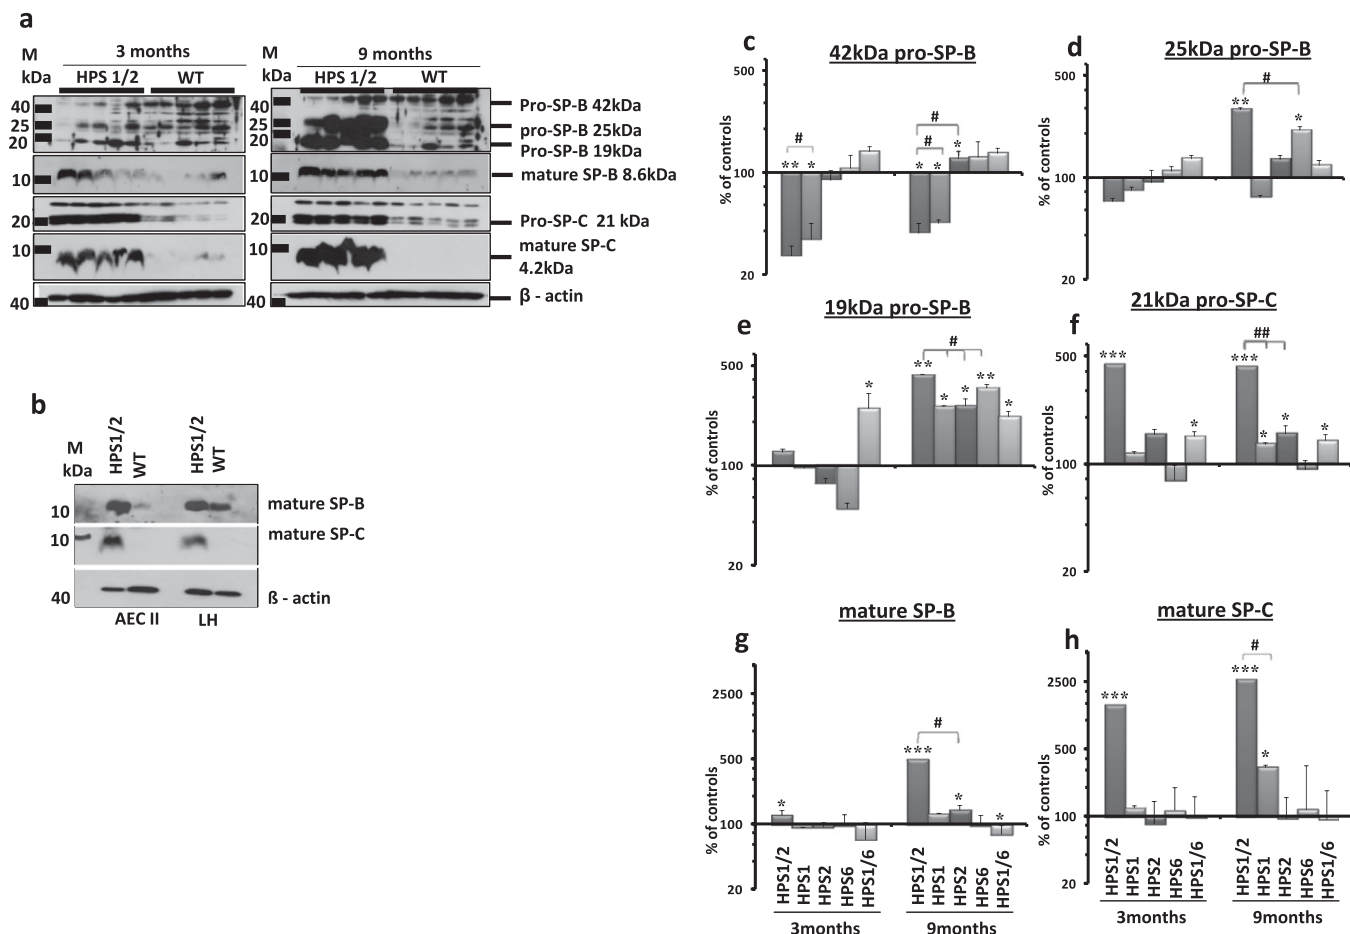 a
3 months
9 months
M
kDa
HPS 1/2
WT
M
kDa
HPS 1/2
WT
40
25
20
10
20
10
40
40
25
20
10
20
10
40
Pro-SP-B 42kDa
pro-SP-B 25kDa
Pro-SP-B 19kDa
mature SP-B 8.6kDa
Pro-SP-C 21 kDa
mature SP-C
4.2kDa
β - actin
b
M
kDa
HPS1/2
WT
HPS1/2
WT
10
10
40
mature SP-B
mature SP-C
ß - actin
AEC II
LH
c
42kDa pro-SP-B
% of controls
500
100
20
** *
#
* * *
# #
d
25kDa pro-SP-B
% of controls
500
100
20
** *
#
e
19kDa pro-SP-B
% of controls
500
100
20
*
** * * ** *
#
f
21kDa pro-SP-C
% of controls
500
100
20
*** *
*** * * *
##
g
mature SP-B
% of controls
2500
500
100
20
*
*** * *
#
HPS1/2
HPS1
HPS2
HPS6
HPS1/6
HPS1/2
HPS1
HPS2
HPS6
HPS1/6
3months
9months
h
mature SP-C
% of controls
2500
500
100
20
***
*** *
#
HPS1/2
HPS1
HPS2
HPS6
HPS1/6
HPS1/2
HPS1
HPS2
HPS6
HPS1/6
3months
9months